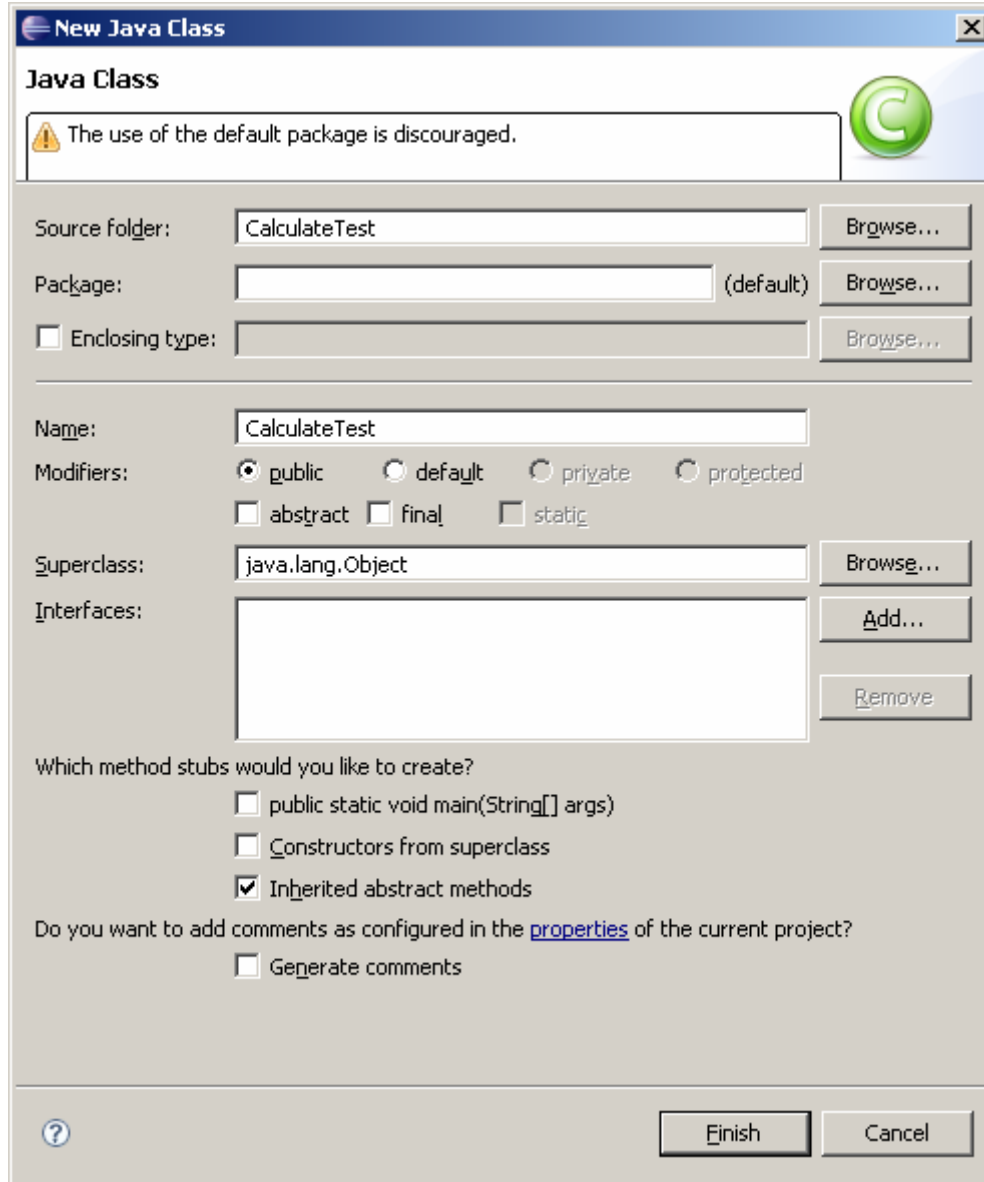 New Java Class
Java Class
The use of the default package is discouraged.
Source folder: CalculateTest Browse...
Package: (default) Browse...
Enclosing type: Browse...
Name: CalculateTest
Modifiers: public default private protected
abstract final static
Superclass: java.lang.Object Browse...
Interfaces: Add...
Remove
Which method stubs would you like to create?
public static void main(String[] args)
Constructors from superclass
Inherited abstract methods
Do you want to add comments as configured in the properties of the current project?
Generate comments
? Finish Cancel